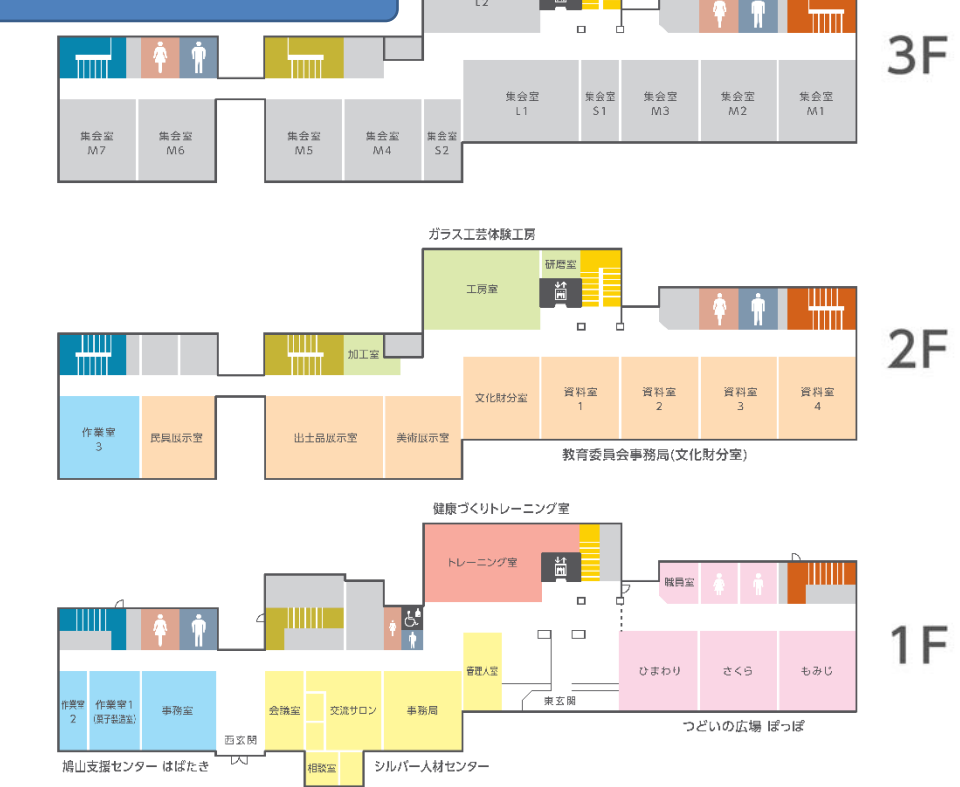 L2
3F
集会室
L1
集会室
S1
集会室
M3
集会室
M2
集会室
M1
集会室
M7
集会室
M6
集会室
M5
集会室
M4
集会室
S2
ガラス工芸体験工房
研磨室
工房室
2F
加工室
文化財分室
資料室
1
資料室
2
資料室
3
資料室
4
作業室
3
民具展示室
出土品展示室
美術展示室
教育委員会事務局(文化財分室)
健康づくりトレーニング室
トレーニング室
職員室
1F
管理人室
ひまわり
さくら
もみじ
作業室
2
作業室1
(菓子製造室)
事務室
会議室
交流サロン
事務局
東玄関
つどいの広場 ぽっぽ
西玄関
鳩山支援センター はばたき
相談室
シルバー人材センター